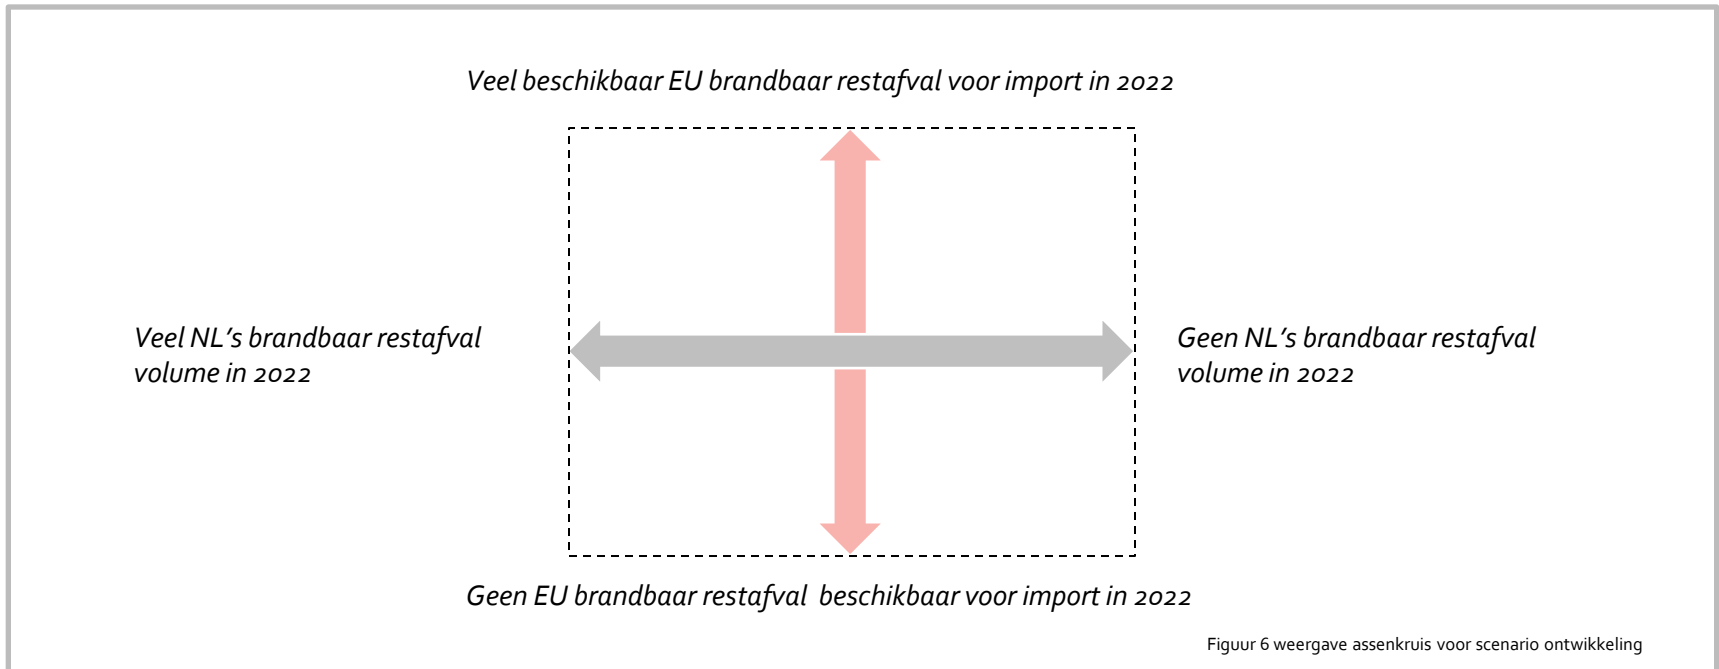 Veel beschikbaar EU brandbaar restafval voor import in 2022
Veel NL's brandbaar restafval
volume in 2022
Geen NL's brandbaar restafval
volume in 2022
Geen EU brandbaar restafval  beschikbaar voor import in 2022
Figuur 6 weergave assenkruis voor scenario ontwikkeling